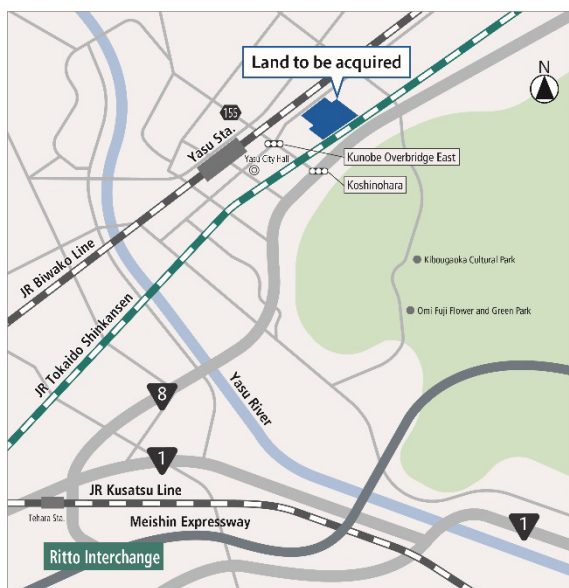 Land to be acquired
N
155
Yasu Sta.
Yasu City Hall
Kunobe Overbridge East
Koshinohara
JR Biwako Line
Kibougaoka Cultural Park
Omi Fuji Flower and Green Park
JR Tokaido Shinkansen
8
Yasu River
1
JR Kusatsu Line
Tehara Sta.
Meishin Expressway
1
Ritto Interchange